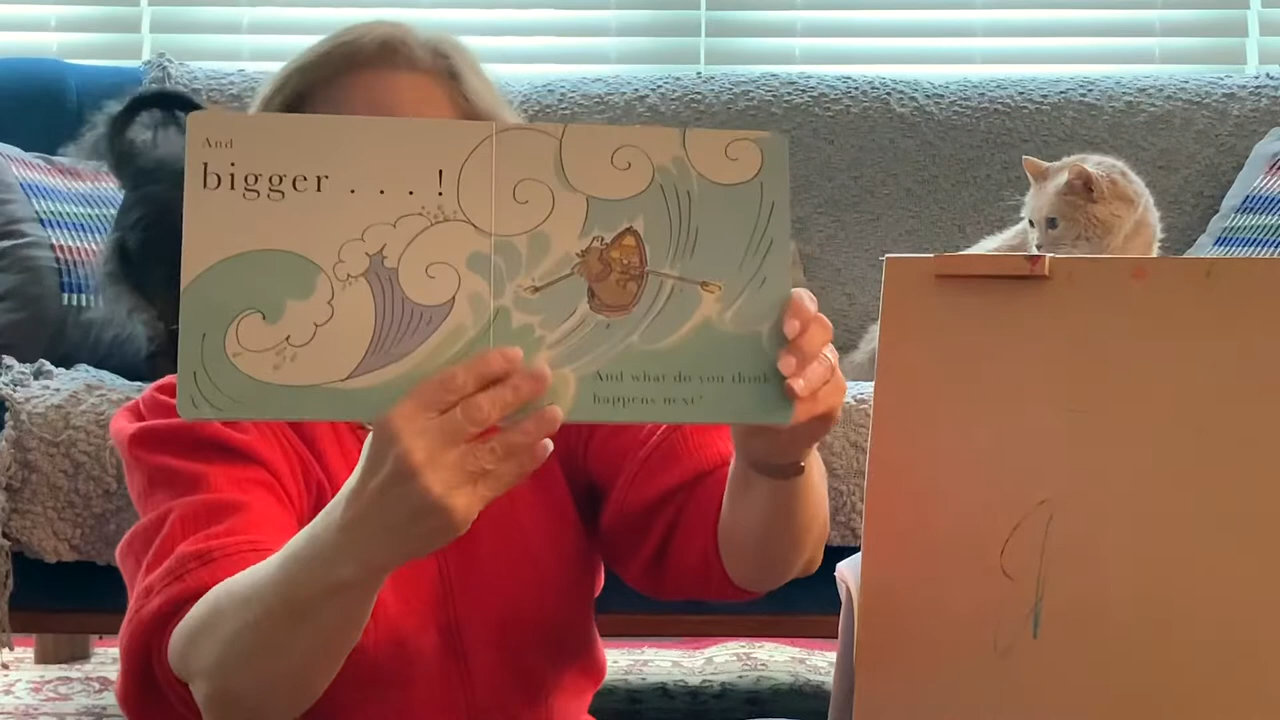 And
bigger . . . !
And what do you think
happens next?
q